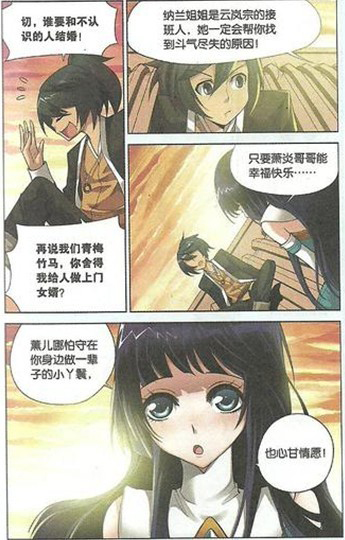 切，谁要和不认
识的人结婚！
纳兰姐姐是云岚宗的接
班人，她一定会帮你找
到斗气尽失的原因！
再说我们青梅
竹马，你舍得
我给人做上门
女婿？
只要萧炎哥哥能
幸福快乐……
薰儿哪怕守在
你身边做一辈
子的小丫鬟，
也心甘情愿！